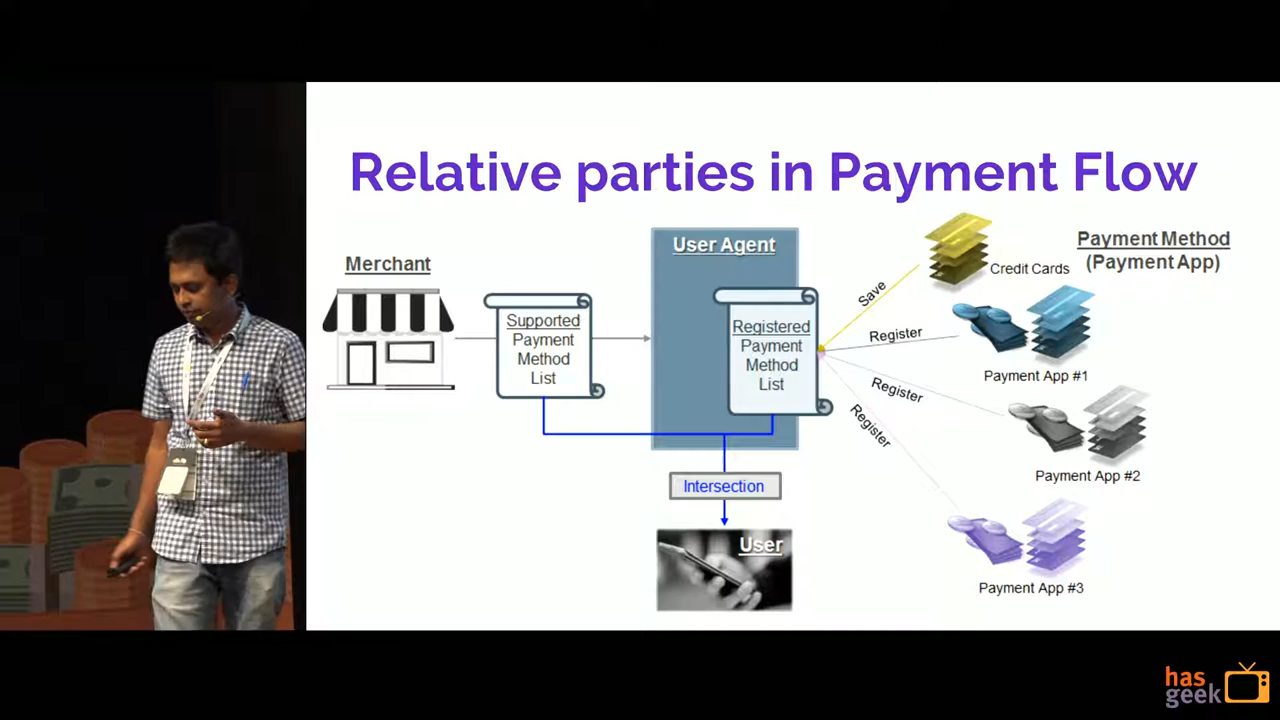 Relative parties in Payment Flow
Merchant
Supported
Payment
Method
List
User Agent
Registered
Payment
Method
List
Save
Register
Register
Register
Credit Cards
Payment Method
(Payment App)
Payment App #1
Payment App #2
Payment App #3
Intersection
User
has
geek